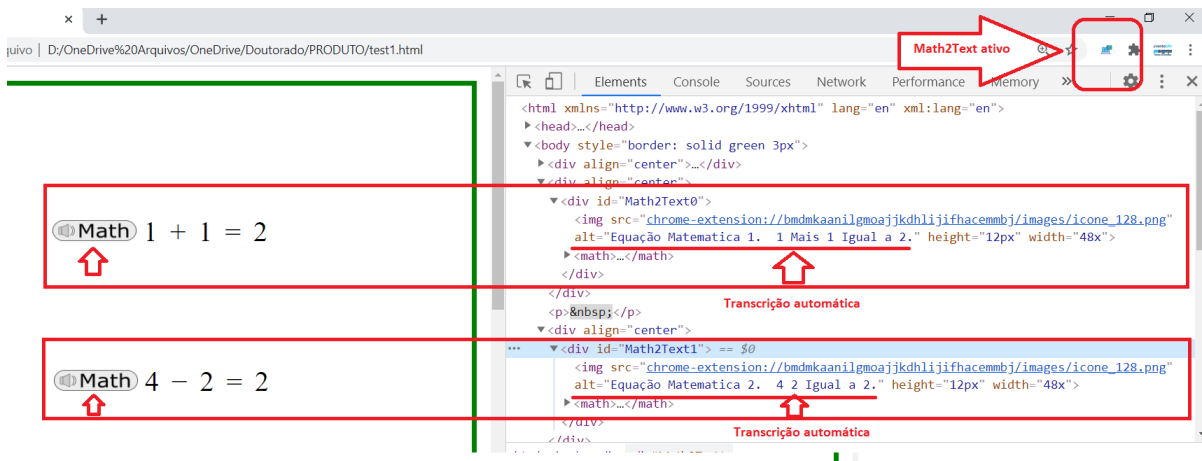 × +
quivo | D:/OneDrive%20Arquivos/OneDrive/Doutorado/PRODUTO/test1.html
Math2Text ativo
Elements Console Sources Network Performance Memory »
<html xmlns="http://www.w3.org/1999/xhtml" lang="en" xml:lang="en">
<head>…</head>
<body style="border: solid green 3px">
<div align="center">…</div>
<div align="center">
<div id="Math2Text0">
<img src="chrome-extension://bmdmkaanilgmoajjkdhlijifhacemmbj/images/icone_128.png"
alt="Equação Matematica 1.  1 Mais 1 Igual a 2." height="12px" width="48x">
<math>…</math>
</div>
</div>
Math 1 + 1 = 2
Transcrição automática
<p>&nbsp;</p>
<div align="center">
… <div id="Math2Text1"> == $0
<img src="chrome-extension://bmdmkaanilgmoajjkdhlijifhacemmbj/images/icone_128.png"
alt="Equação Matematica 2.  4 2 Igual a 2." height="12px" width="48x">
<math>…</math>
</div>
Math 4 − 2 = 2
Transcrição automática
</div>